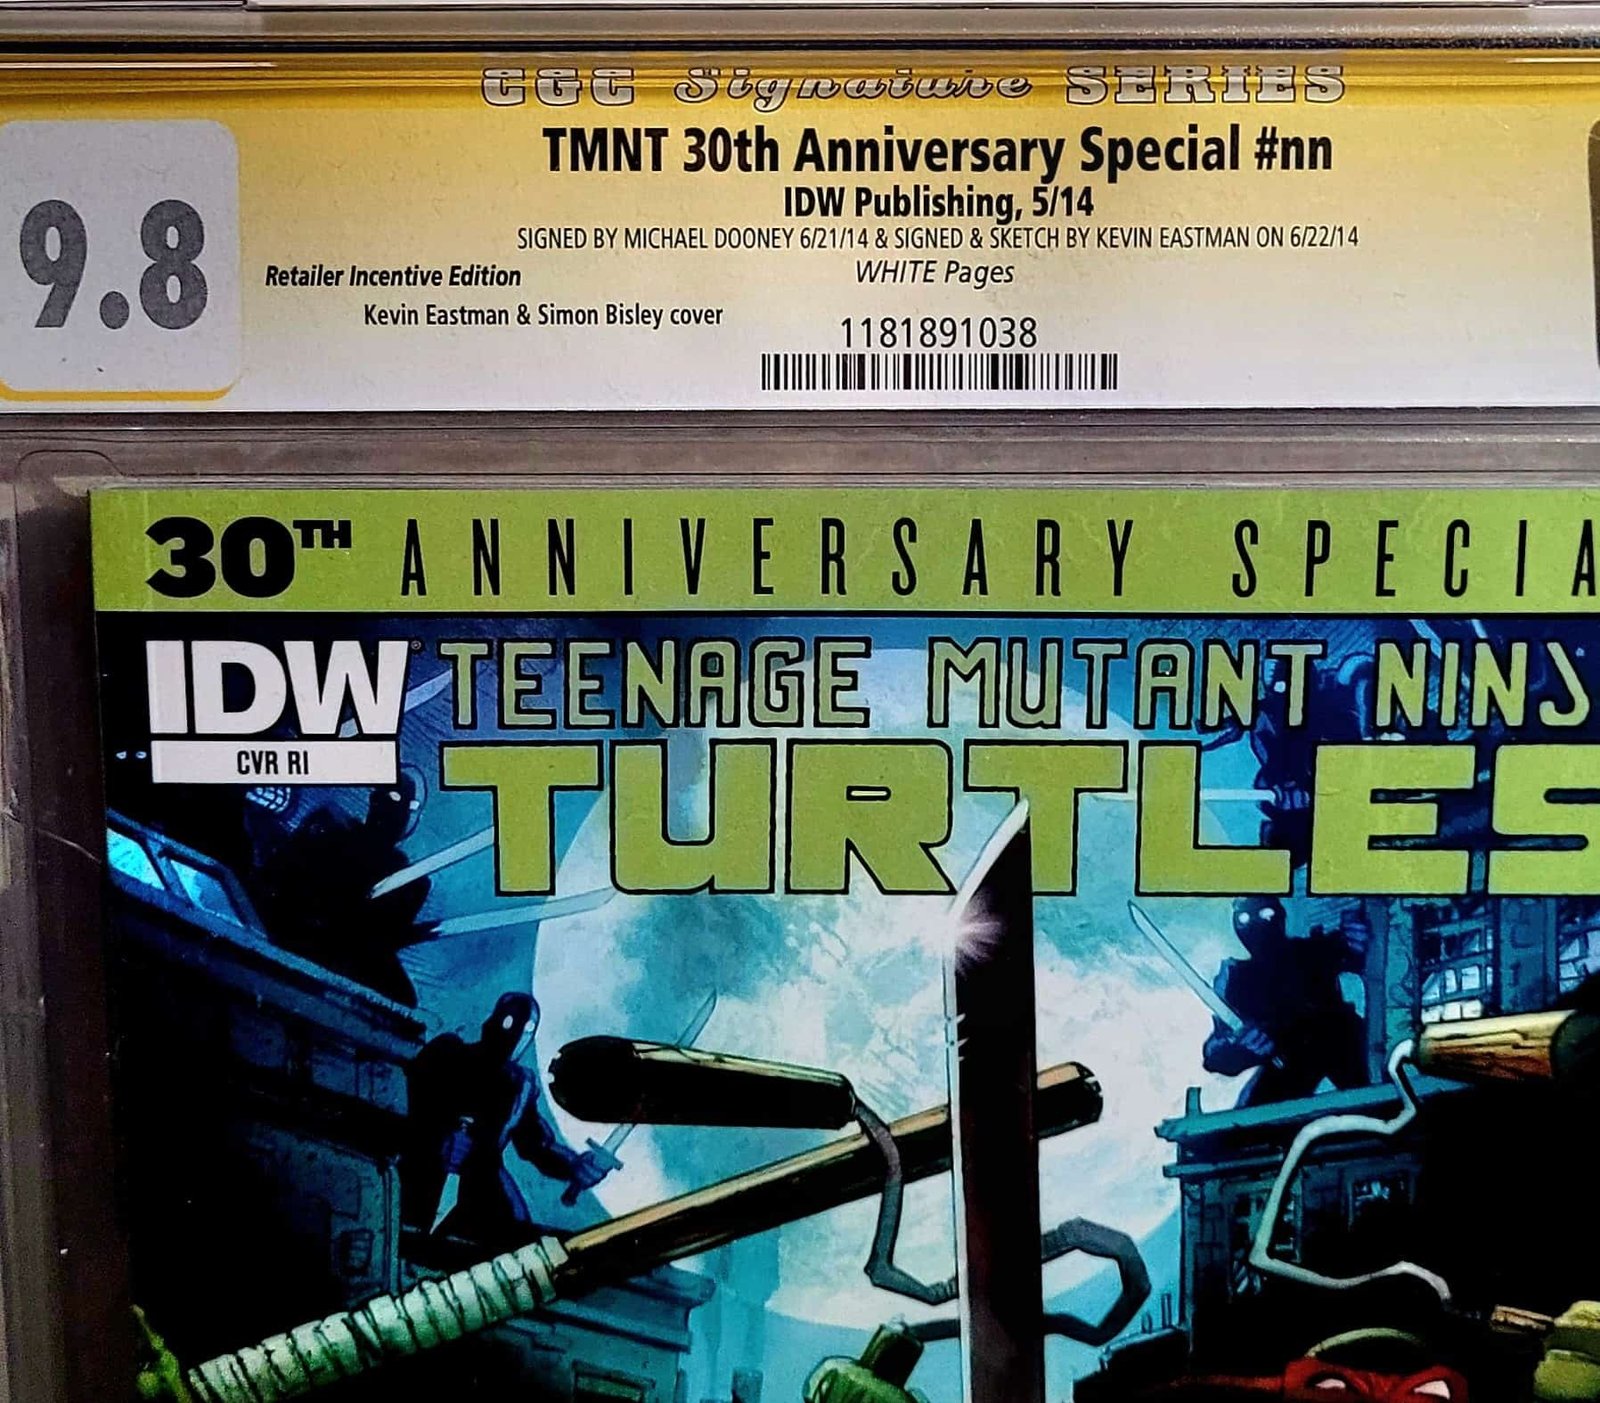 CGC Signature SERIES
TMNT 30th Anniversary Special #nn
IDW Publishing, 5/14
SIGNED BY MICHAEL DOONEY 6/21/14 & SIGNED & SKETCH BY KEVIN EASTMAN ON 6/22/14
9.8
Retailer Incentive Edition
WHITE Pages
Kevin Eastman & Simon Bisley cover
1181891038
30TH ANNIVERSARY SPECIA
IDW
TEENAGE MUTANT NINJ
CVR RI
TURTLES